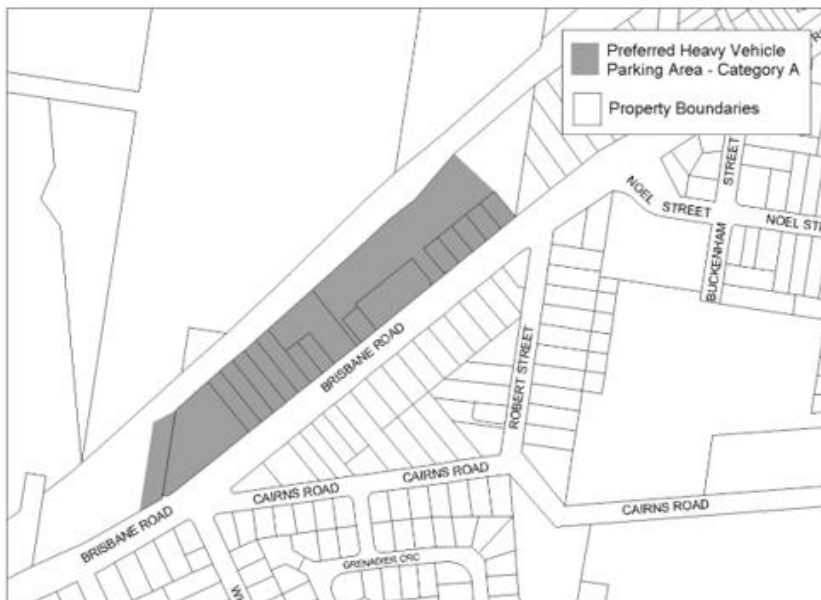 Preferred Heavy Vehicle
Parking Area - Category A
Property Boundaries
NOEL STREET
STREET
NOEL
BUCKENHAM
BRISBANE ROAD
ROBERT STREET
CAIRNS ROAD
CAIRNS ROAD
CAIRNS ROAD
BRISBANE ROAD
GRENADIER CRC